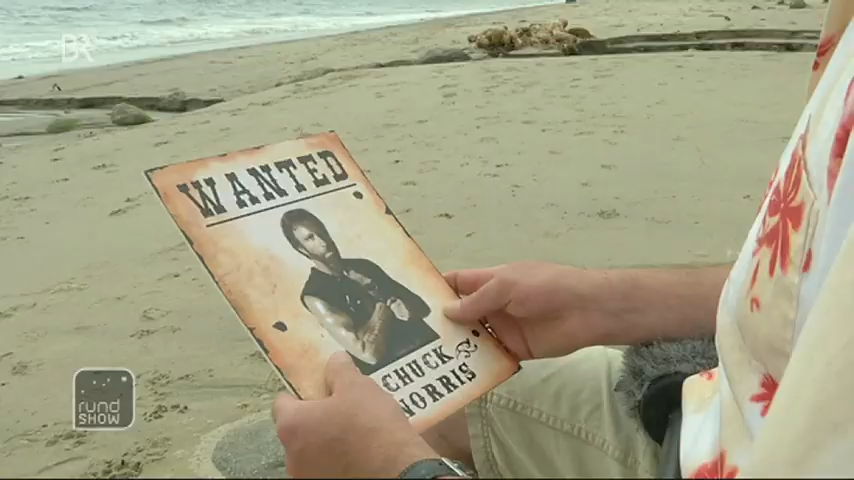 BR
WANTED
CHUCK
NORRIS
rund
SHOW